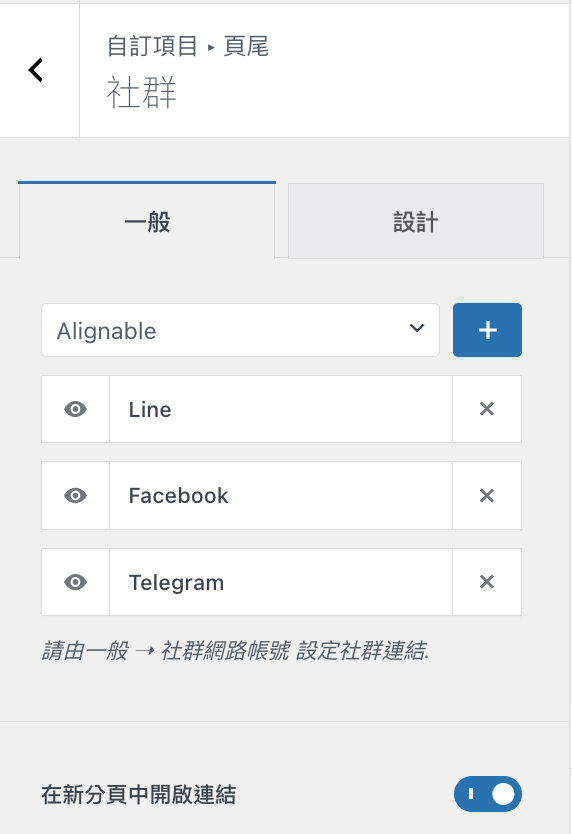 自訂項目 ▸ 頁尾
社群
一般
設計
Alignable
Line
Facebook
Telegram
請由一般 → 社群網路帳號 設定社群連結.
在新分頁中開啟連結